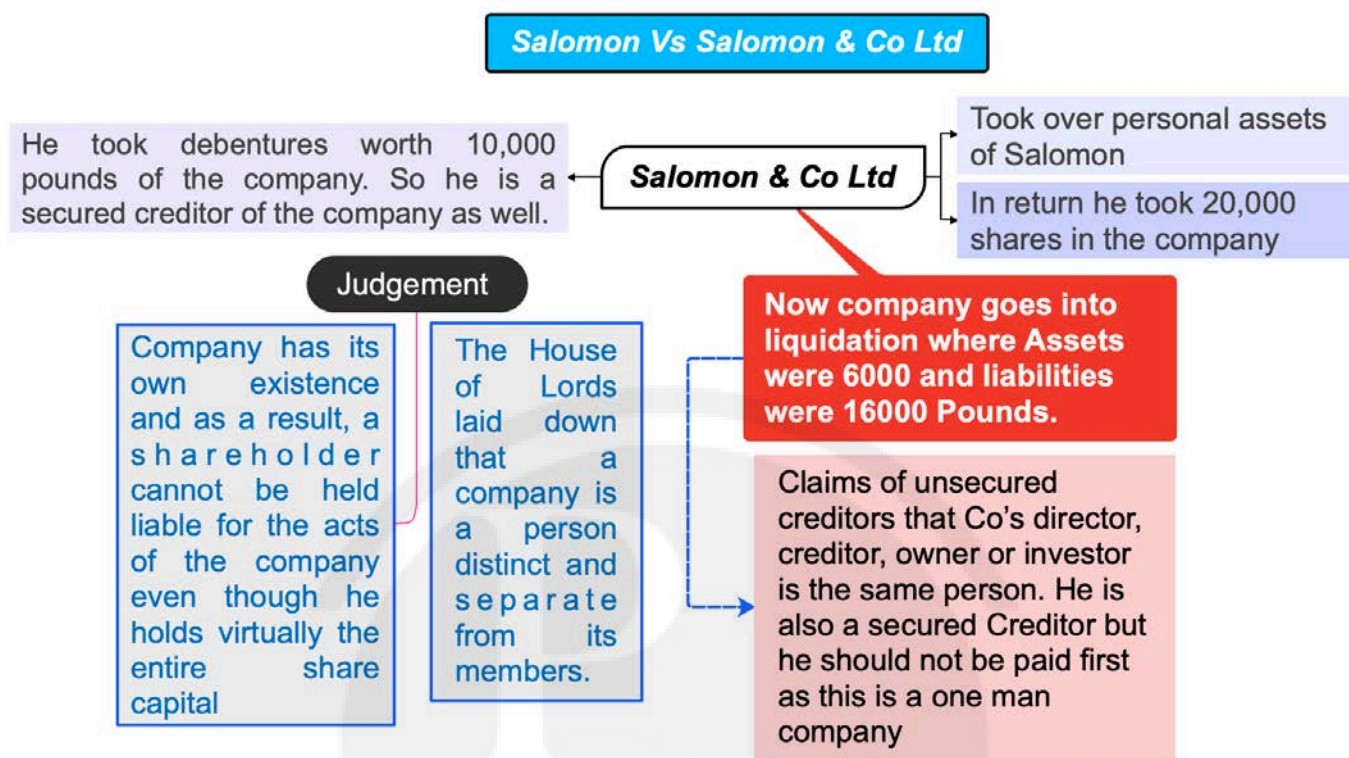 Salomon Vs Salomon & Co Ltd
He took debentures worth 10,000
pounds of the company. So he is a
secured creditor of the company as well.
Salomon & Co Ltd
Took over personal assets
of Salomon
In return he took 20,000
shares in the company
Judgement
Company has its
own existence
and as a result, a
shareholder
cannot be held
liable for the acts
of the company
even though he
holds virtually the
entire share
capital
The House
of Lords
laid down
that a
company is
a person
distinct and
separate
from its
members.
Now company goes into
liquidation where Assets
were 6000 and liabilities
were 16000 Pounds.
Claims of unsecured
creditors that Co’s director,
creditor, owner or investor
is the same person. He is
also a secured Creditor but
he should not be paid first
as this is a one man
company